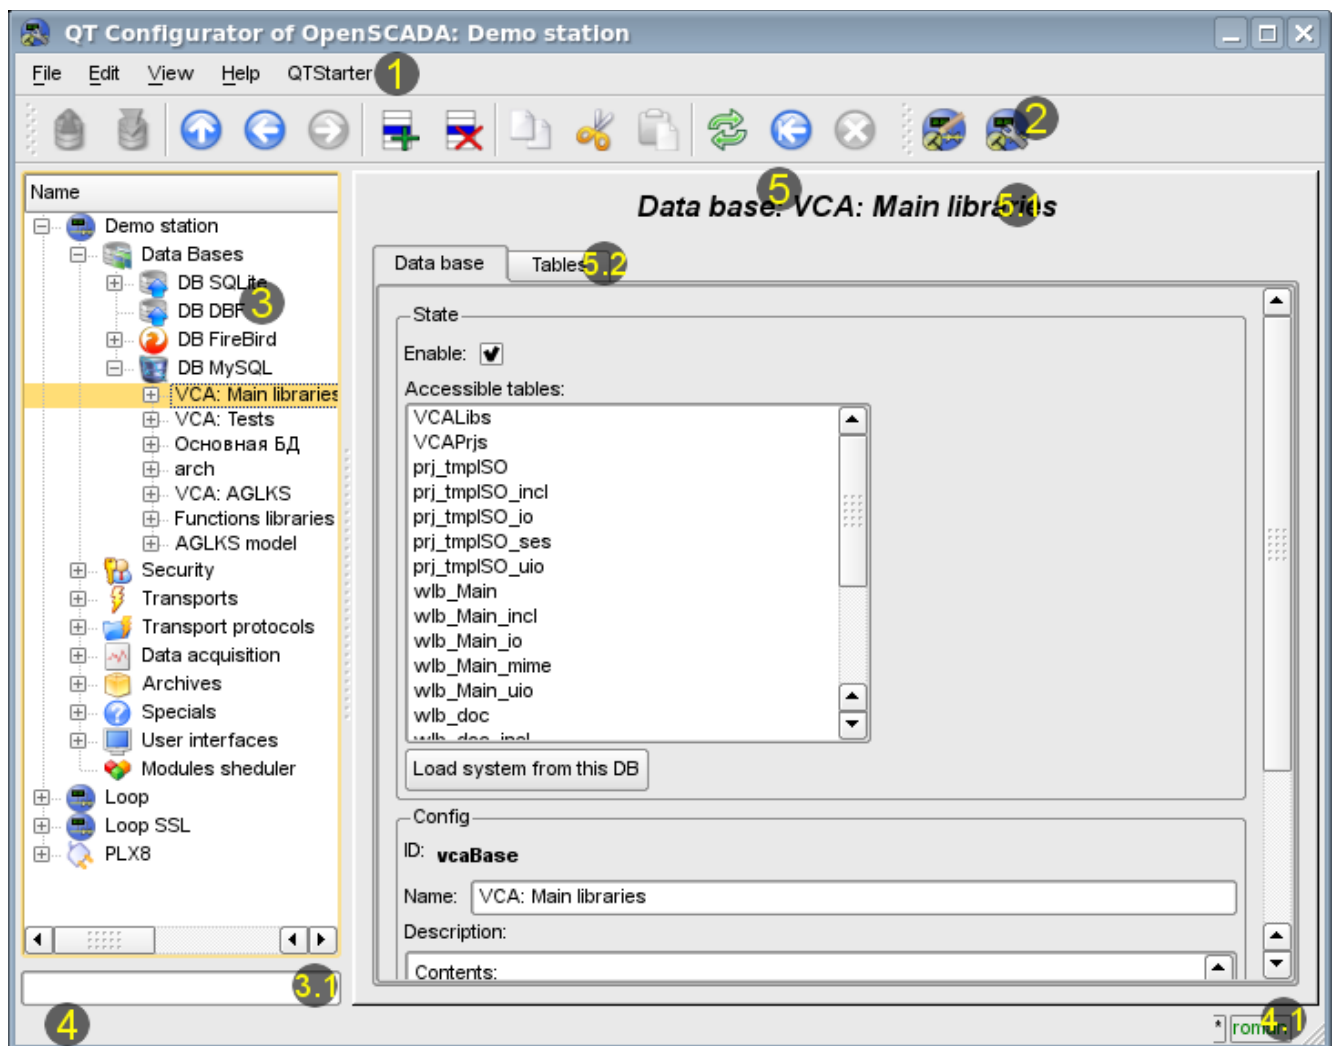 QT Configurator of OpenSCADA: Demo station
File Edit View Help QTStarter 1
2
Name
Demo station
Data Bases
DB SQLite
DB DBF
3
DB FireBird
DB MySQL
VCA: Main libraries
VCA: Tests
Основная БД
arch
VCA: AGLKS
Functions libraries
AGLKS model
Security
Transports
Transport protocols
Data acquisition
Archives
Specials
User interfaces
Modules sheduler
Loop
Loop SSL
PLX8
3.1
5
Data base: VCA: Main libraries 5.1
Data base Tables 5.2
State
Enable:
Accessible tables:
VCALibs
VCAPrjs
prj_tmplSO
prj_tmplSO_incl
prj_tmplSO_io
prj_tmplSO_ses
prj_tmplSO_uio
wlb_Main
wlb_Main_incl
wlb_Main_io
wlb_Main_mime
wlb_Main_uio
wlb_doc
wlb_doc_incl
Load system from this DB
Config
ID: vcaBase
Name: VCA: Main libraries
Description:
Contents:
4
* 4.1